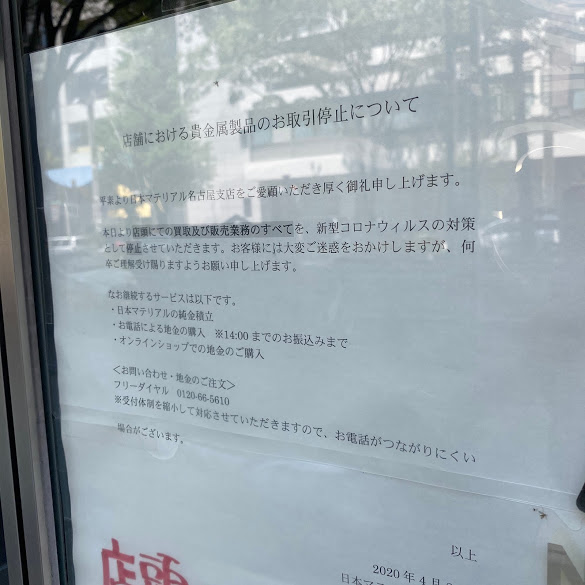 店舗における貴金属製品のお取引停止について
平素より日本マテリアル名古屋支店をご愛顧いただき厚く御礼申し上げます。
本日より店頭にての買取及び販売業務のすべてを、新型コロナウィルスの対策
として停止させていただきます。お客様には大変ご迷惑をおかけしますが、何
卒ご理解受け賜りますようお願い申し上げます。
なお継続するサービスは以下です。
・日本マテリアルの純金積立
・お電話による地金の購入　※14:00までのお振込みまで
・オンラインショップでの地金のご購入
＜お問い合わせ・地金のご注文＞
フリーダイヤル　0120-66-5610
※受付体制を縮小して対応させていただきますので、お電話がつながりにくい
場合がございます。
以上
2020年4月
日本マテ